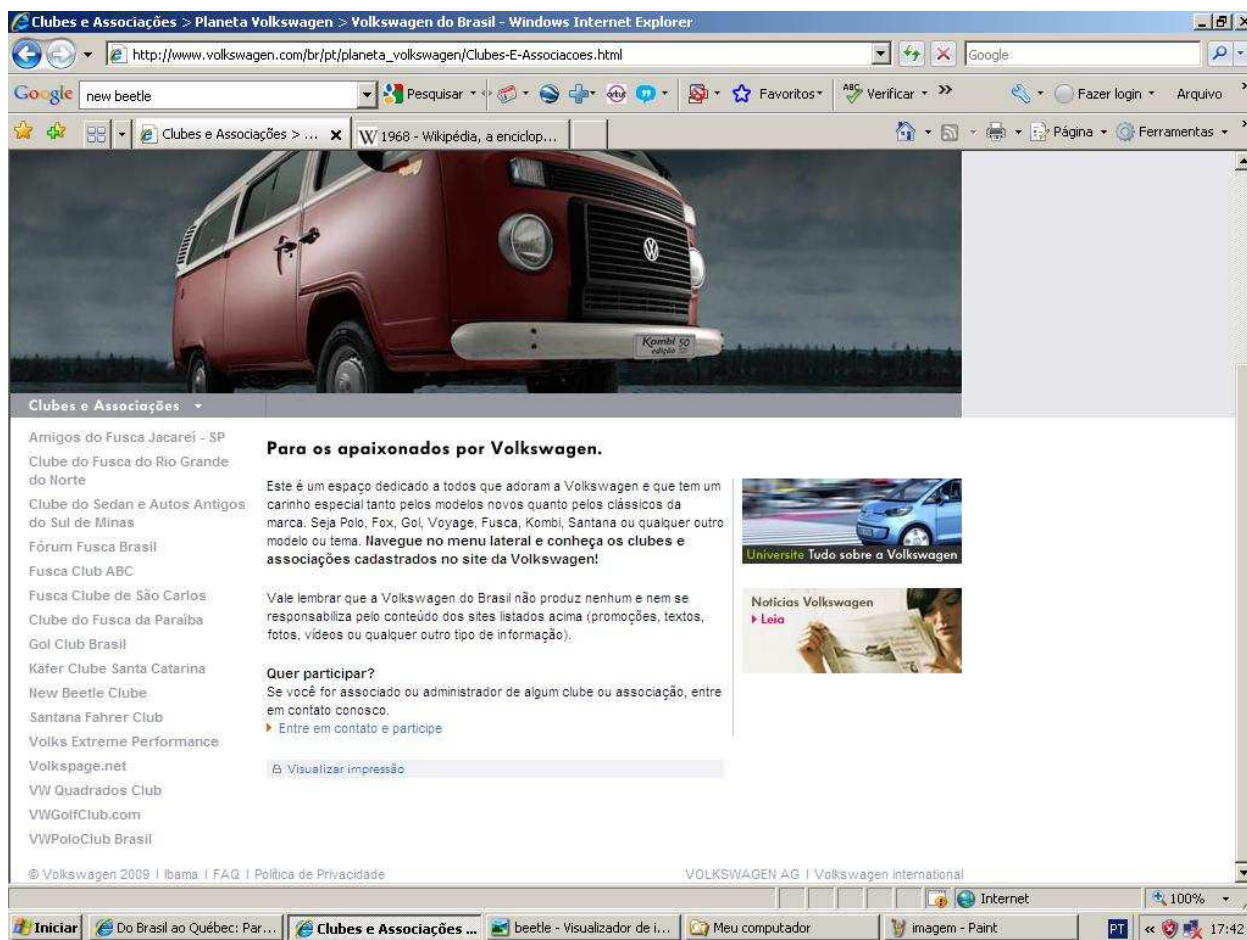 Clubes e Associações > Planeta Volkswagen > Volkswagen do Brasil - Windows Internet Explorer
http://www.volkswagen.com/br/pt/planeta_volkswagen/Clubes-E-Associacoes.html
Google
Google
new beetle
Pesquisar
ortus
Favoritos
ABC
Verificar
Fazer login
Arquivo
Clubes e Associações > ...
W 1968 - Wikipédia, a enciclop...
Página
Ferramentas
Kombi 50
edição
Clubes e Associações
Amigos do Fusca Jacareí - SP
Clube do Fusca do Rio Grande
do Norte
Clube do Sedan e Autos Antigos
do Sul de Minas
Fórum Fusca Brasil
Fusca Club ABC
Fusca Clube de São Carlos
Clube do Fusca da Paraíba
Gol Club Brasil
Käfer Clube Santa Catarina
New Beetle Clube
Santana Fahrer Club
Volks Extreme Performance
Volkspage.net
VW Quadrados Club
VWGolfClub.com
VWPoloClub Brasil
Para os apaixonados por Volkswagen.
Este é um espaço dedicado a todos que adoram a Volkswagen e que tem um
carinho especial tanto pelos modelos novos quanto pelos clássicos da
marca. Seja Polo, Fox, Gol, Voyage, Fusca, Kombi, Santana ou qualquer outro
modelo ou tema. Navegue no menu lateral e conheça os clubes e
associações cadastrados no site da Volkswagen!
Vale lembrar que a Volkswagen do Brasil não produz nenhum e nem se
responsabiliza pelo conteúdo dos sites listados acima (promoções, textos,
fotos, vídeos ou qualquer outro tipo de informação).
Quer participar?
Se você for associado ou administrador de algum clube ou associação, entre
em contato conosco.
Entre em contato e participe
Visualizar impressão
Universite Tudo sobre a Volkswagen
Notícias Volkswagen
Leia
© Volkswagen 2009 | Ibama | FAQ | Política de Privacidade
VOLKSWAGEN AG | Volkswagen international
Internet
100%
Iniciar
Do Brasil ao Québec: Par...
Clubes e Associações ...
beetle - Visualizador de i...
Meu computador
imagem - Paint
PT
17:42